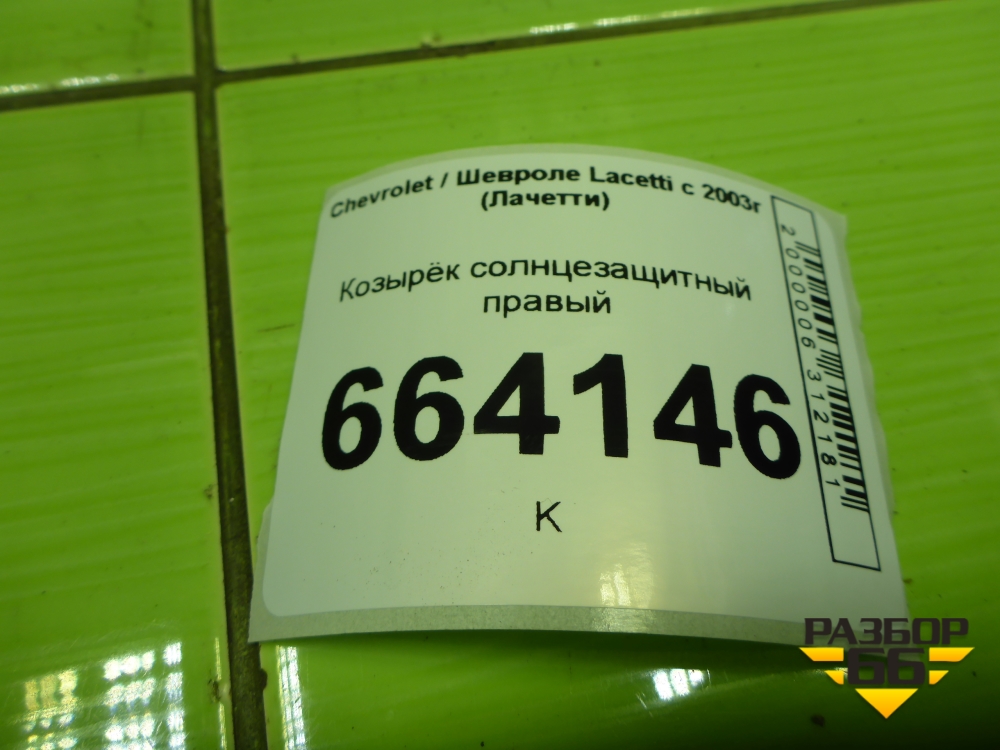 Chevrolet / Шевроле Lacetti с 2003г
(Лачетти)
Козырёк солнцезащитный
правый
664146
К
2000006312181
РАЗБОР
66